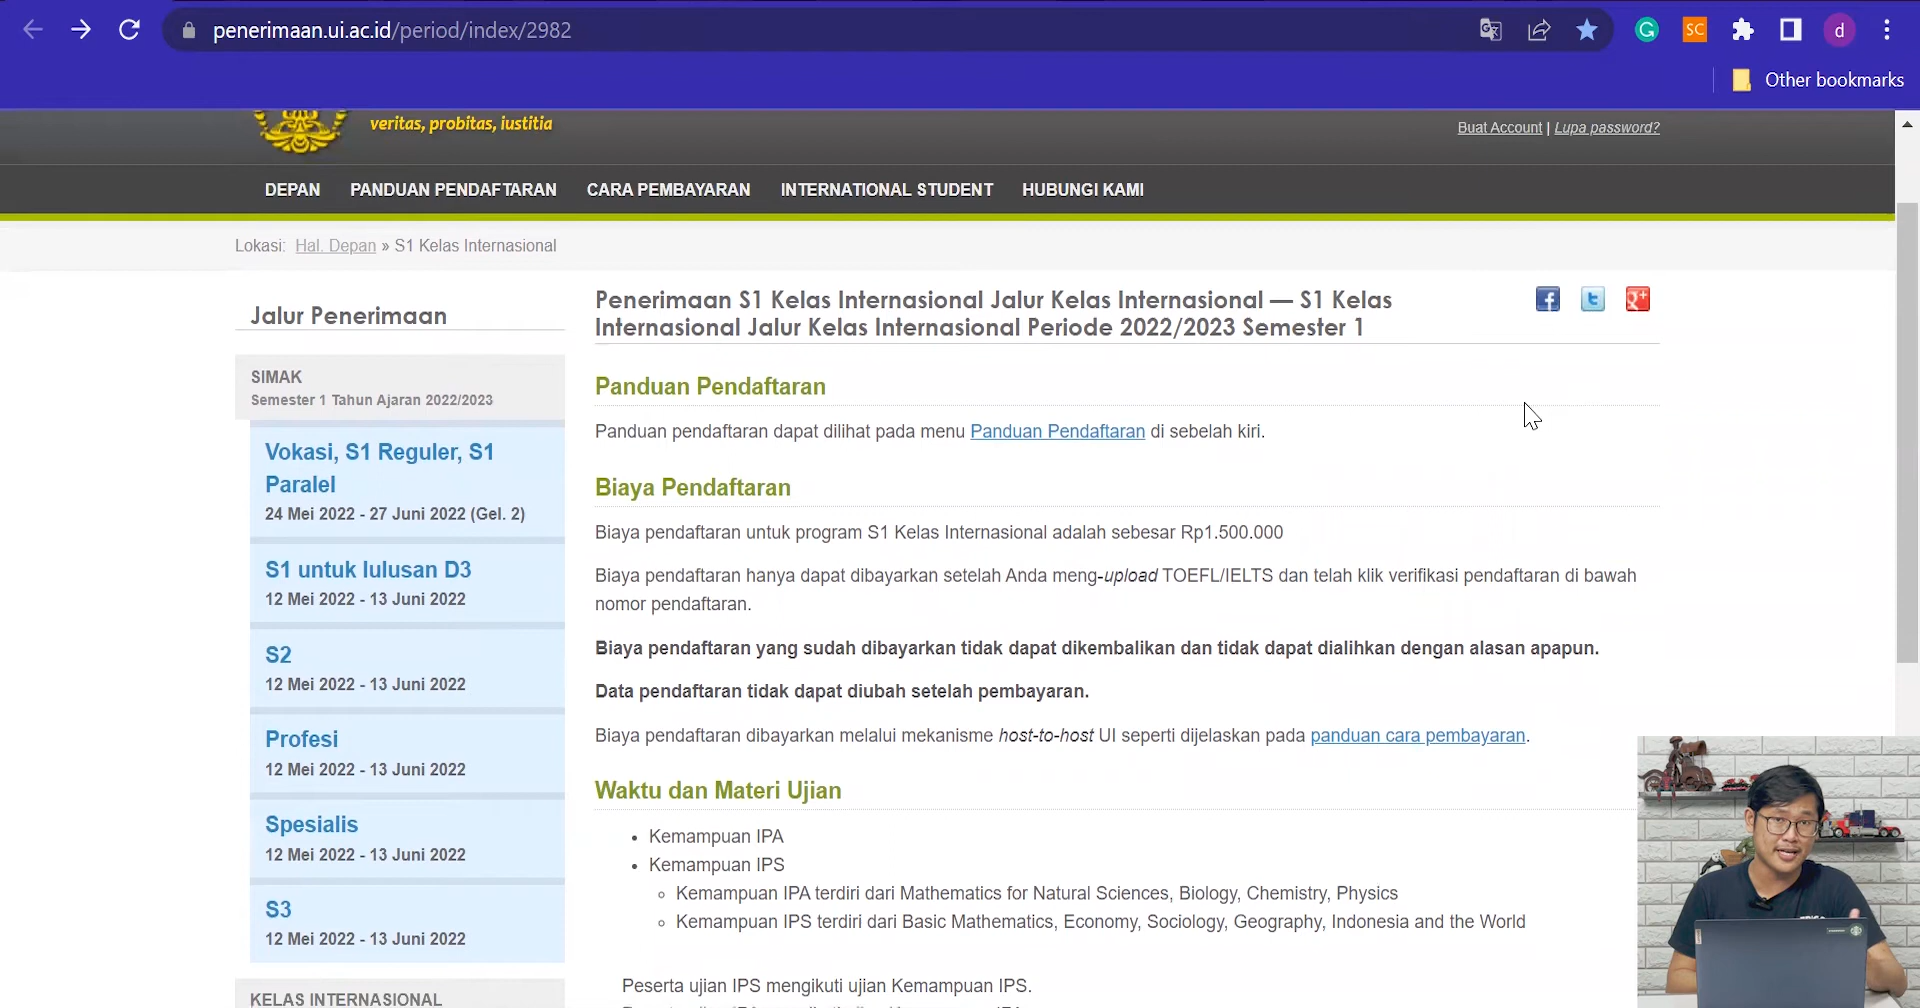 penerimaan.ui.ac.id/period/index/2982
SC
d
Other bookmarks
veritas, probitas, iustitia
Buat Account | Lupa password?
DEPAN PANDUAN PENDAFTARAN CARA PEMBAYARAN INTERNATIONAL STUDENT HUBUNGI KAMI
Lokasi: Hal. Depan » S1 Kelas Internasional
Jalur Penerimaan
SIMAK
Semester 1 Tahun Ajaran 2022/2023
Vokasi, S1 Reguler, S1
Paralel
24 Mei 2022 - 27 Juni 2022 (Gel. 2)
S1 untuk lulusan D3
12 Mei 2022 - 13 Juni 2022
S2
12 Mei 2022 - 13 Juni 2022
Profesi
12 Mei 2022 - 13 Juni 2022
Spesialis
12 Mei 2022 - 13 Juni 2022
S3
12 Mei 2022 - 13 Juni 2022
KELAS INTERNASIONAL
Penerimaan S1 Kelas Internasional Jalur Kelas Internasional — S1 Kelas
Internasional Jalur Kelas Internasional Periode 2022/2023 Semester 1
Panduan Pendaftaran
Panduan pendaftaran dapat dilihat pada menu Panduan Pendaftaran di sebelah kiri.
Biaya Pendaftaran
Biaya pendaftaran untuk program S1 Kelas Internasional adalah sebesar Rp1.500.000
Biaya pendaftaran hanya dapat dibayarkan setelah Anda meng-upload TOEFL/IELTS dan telah klik verifikasi pendaftaran di bawah
nomor pendaftaran.
Biaya pendaftaran yang sudah dibayarkan tidak dapat dikembalikan dan tidak dapat dialihkan dengan alasan apapun.
Data pendaftaran tidak dapat diubah setelah pembayaran.
Biaya pendaftaran dibayarkan melalui mekanisme host-to-host UI seperti dijelaskan pada panduan cara pembayaran.
Waktu dan Materi Ujian
Kemampuan IPA
Kemampuan IPS
Kemampuan IPA terdiri dari Mathematics for Natural Sciences, Biology, Chemistry, Physics
Kemampuan IPS terdiri dari Basic Mathematics, Economy, Sociology, Geography, Indonesia and the World
Peserta ujian IPS mengikuti ujian Kemampuan IPS.